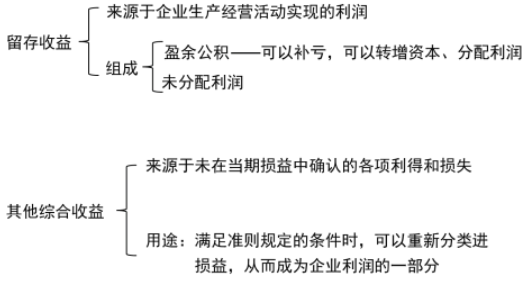 来源于企业生产经营活动实现的利润
留存收益
盈余公积——可以补亏，可以转增资本、分配利润
组成
未分配利润
来源于未在当期损益中确认的各项利得和损失
其他综合收益
用途：满足准则规定的条件时，可以重新分类进
损益，从而成为企业利润的一部分